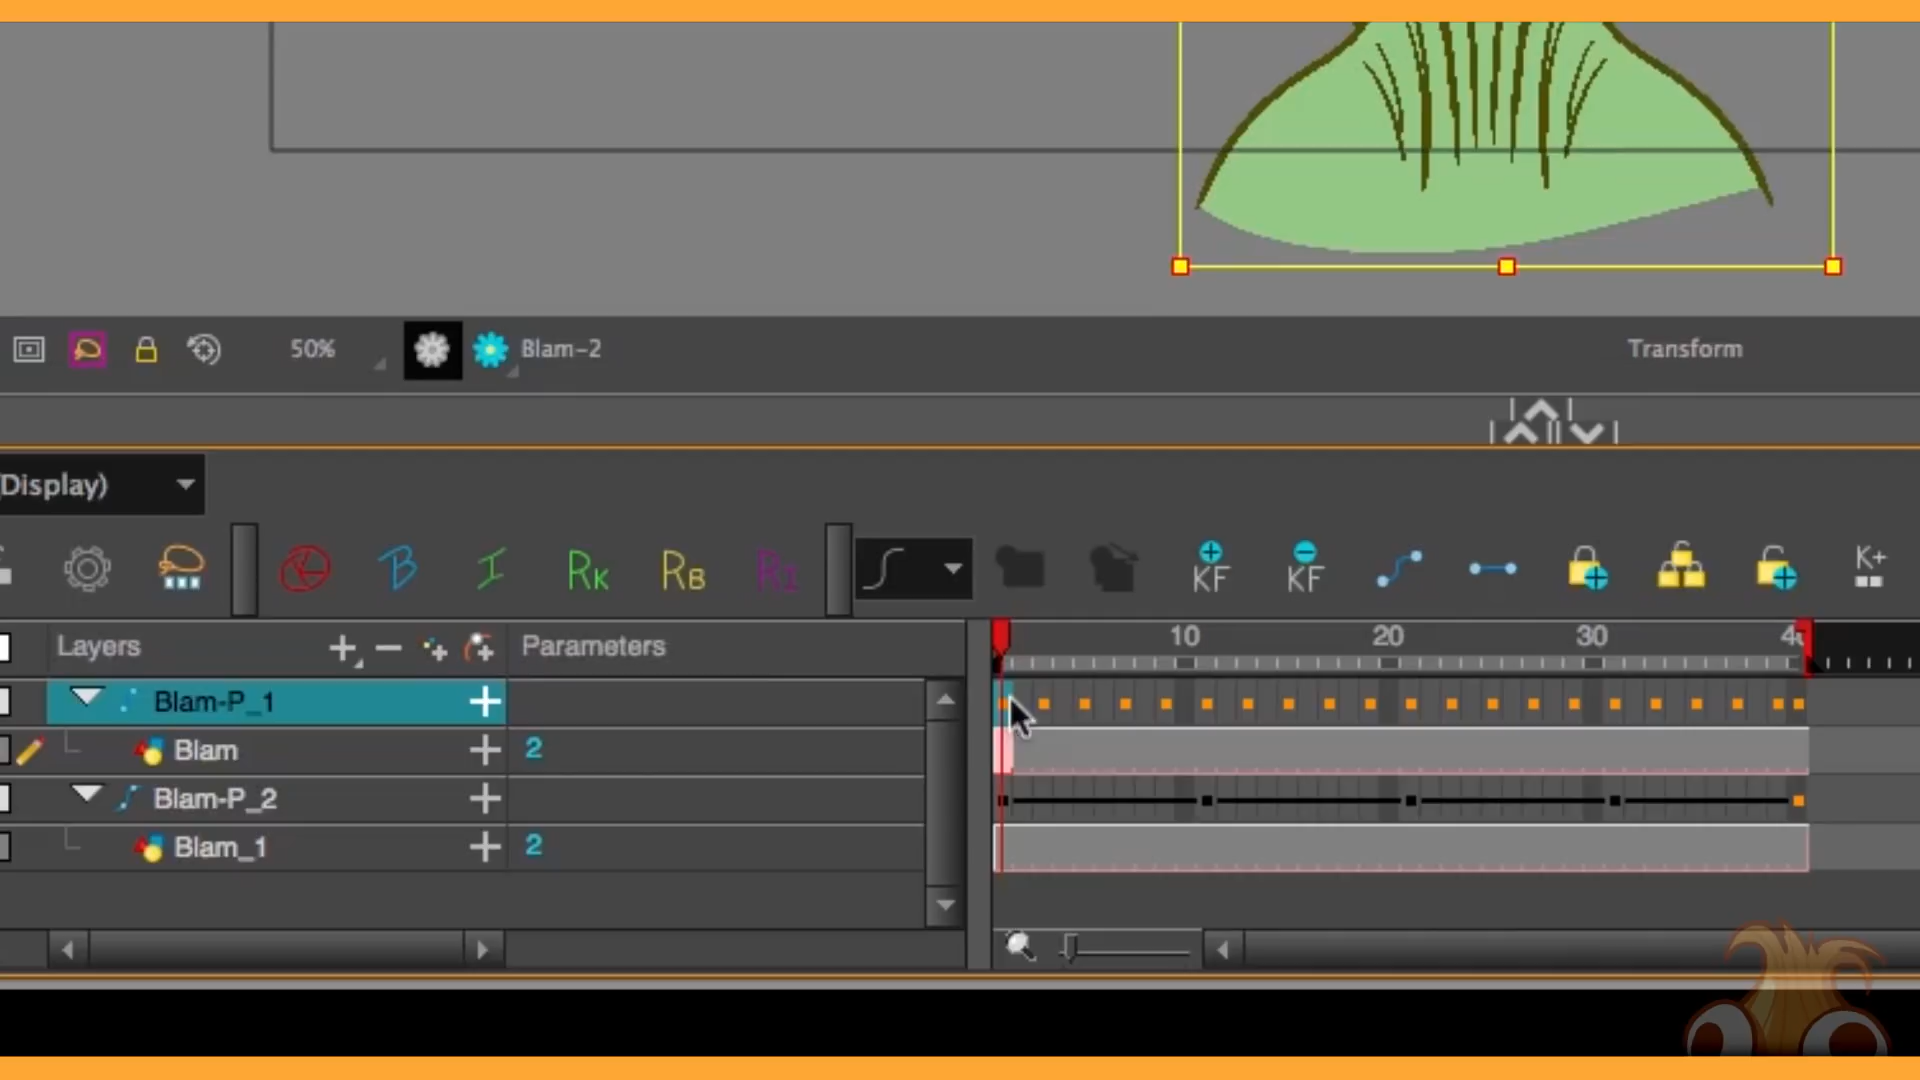 50%
Blam-2
Transform
(Display)
B
I
RK
RB
RI
KF
KF
K+
Layers
Parameters
10
20
30
Blam-P_1
Blam
2
Blam-P_2
Blam_1
2